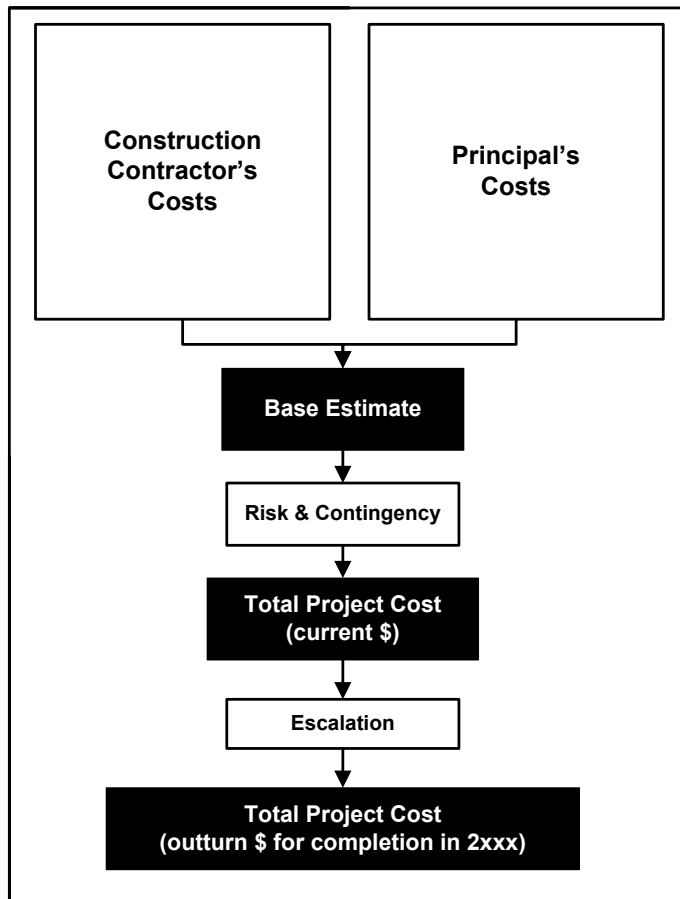 Construction
Contractor’s
Costs
Principal’s
Costs
Base Estimate
Risk & Contingency
Total Project Cost
(current $)
Escalation
Total Project Cost
(outturn $ for completion in 2xxx)